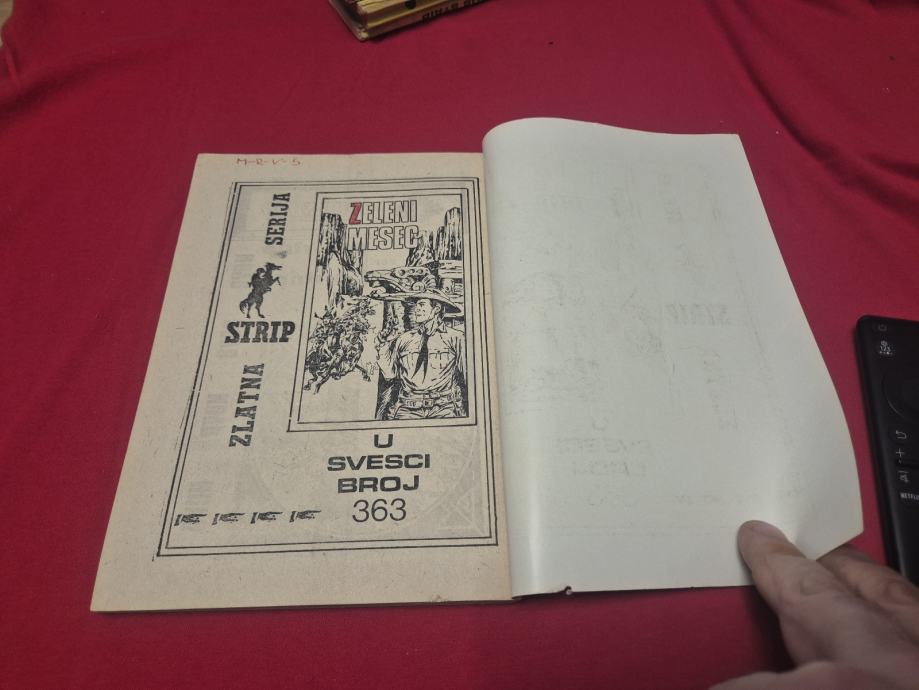 M-R-V-5
ZLATNA
STRIP
SERIJA
ZELENI
MESEC
U
SVESCI
BROJ
363